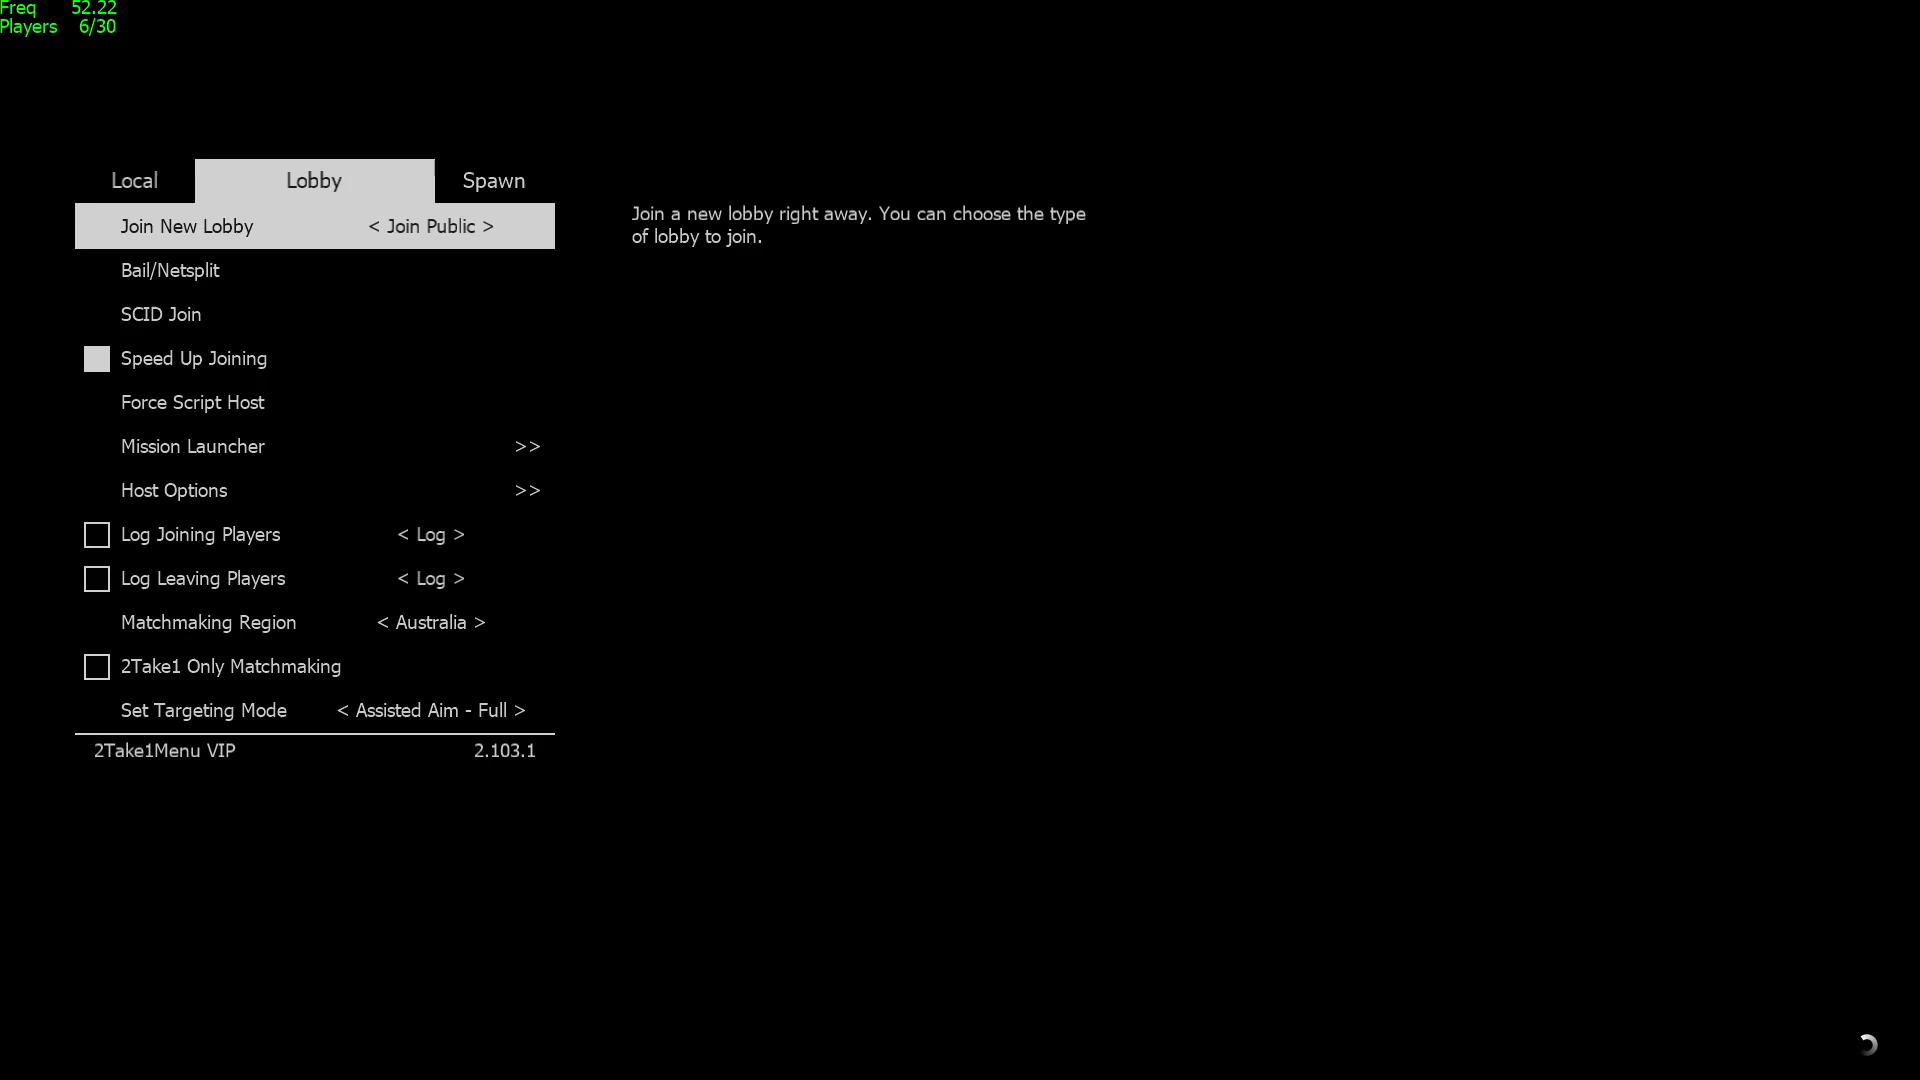 Freq 52.22
Players 6/30
Local Lobby Spawn
Join New Lobby < Join Public >
Join a new lobby right away. You can choose the type
of lobby to join.
Bail/Netsplit
SCID Join
Speed Up Joining
Force Script Host
Mission Launcher >>
Host Options >>
Log Joining Players < Log >
Log Leaving Players < Log >
Matchmaking Region < Australia >
2Take1 Only Matchmaking
Set Targeting Mode < Assisted Aim - Full >
2Take1Menu VIP 2.103.1